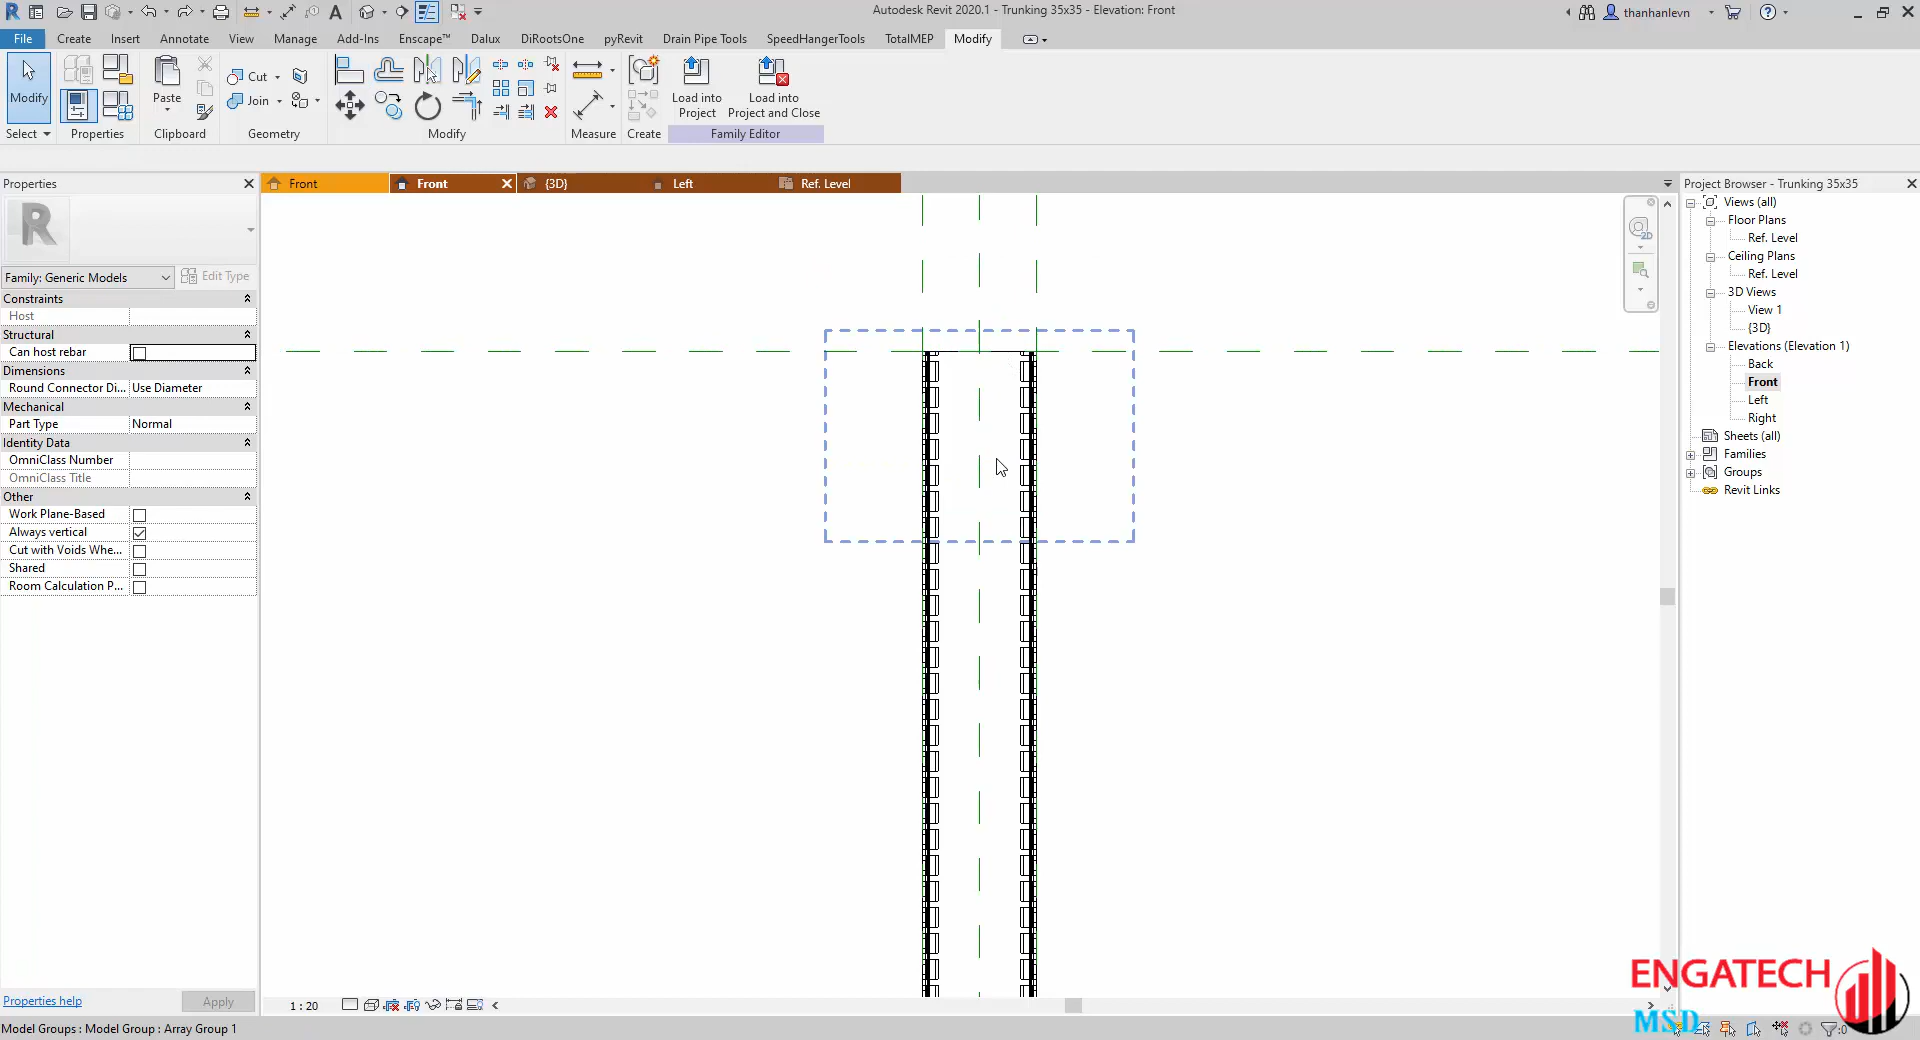 Autodesk Revit 2020.1 - Trunking 35x35 - Elevation: Front
thanhanlevn
File Create Insert Annotate View Manage Add-Ins Enscape™ Dalux DiRootsOne pyRevit Drain Pipe Tools SpeedHangerTools TotalMEP Modify
Modify
Paste
Cut
Join
Load into Project
Load into Project and Close
Select Properties Clipboard Geometry Modify Measure Create Family Editor
Properties
Front
Front
{3D}
Left
Ref. Level
Project Browser - Trunking 35x35
R
2D
Family: Generic Models
Edit Type
Constraints
Host
Structural
Can host rebar
Dimensions
Round Connector Di... Use Diameter
Mechanical
Part Type Normal
Identity Data
OmniClass Number
OmniClass Title
Other
Work Plane-Based
Always vertical
Cut with Voids Whe...
Shared
Room Calculation P...
Properties help
Apply
Views (all)
Floor Plans
Ref. Level
Ceiling Plans
Ref. Level
3D Views
View 1
{3D}
Elevations (Elevation 1)
Back
Front
Left
Right
Sheets (all)
Families
Groups
Revit Links
1 : 20
Model Groups : Model Group : Array Group 1
:0
ENGATECH
MSD